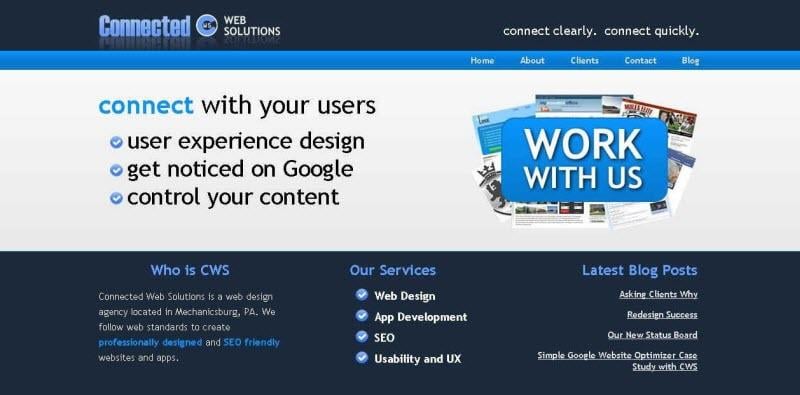 Connected CWS WEB SOLUTIONS
connect clearly. connect quickly.
Home About Clients Contact Blog
connect with your users
user experience design
get noticed on Google
control your content
WORK
WITH US
Who is CWS
Connected Web Solutions is a web design
agency located in Mechanicsburg, PA. We
follow web standards to create
professionally designed and SEO friendly
websites and apps.
Our Services
Web Design
App Development
SEO
Usability and UX
Latest Blog Posts
Asking Clients Why
Redesign Success
Our New Status Board
Simple Google Website Optimizer Case
Study with CWS